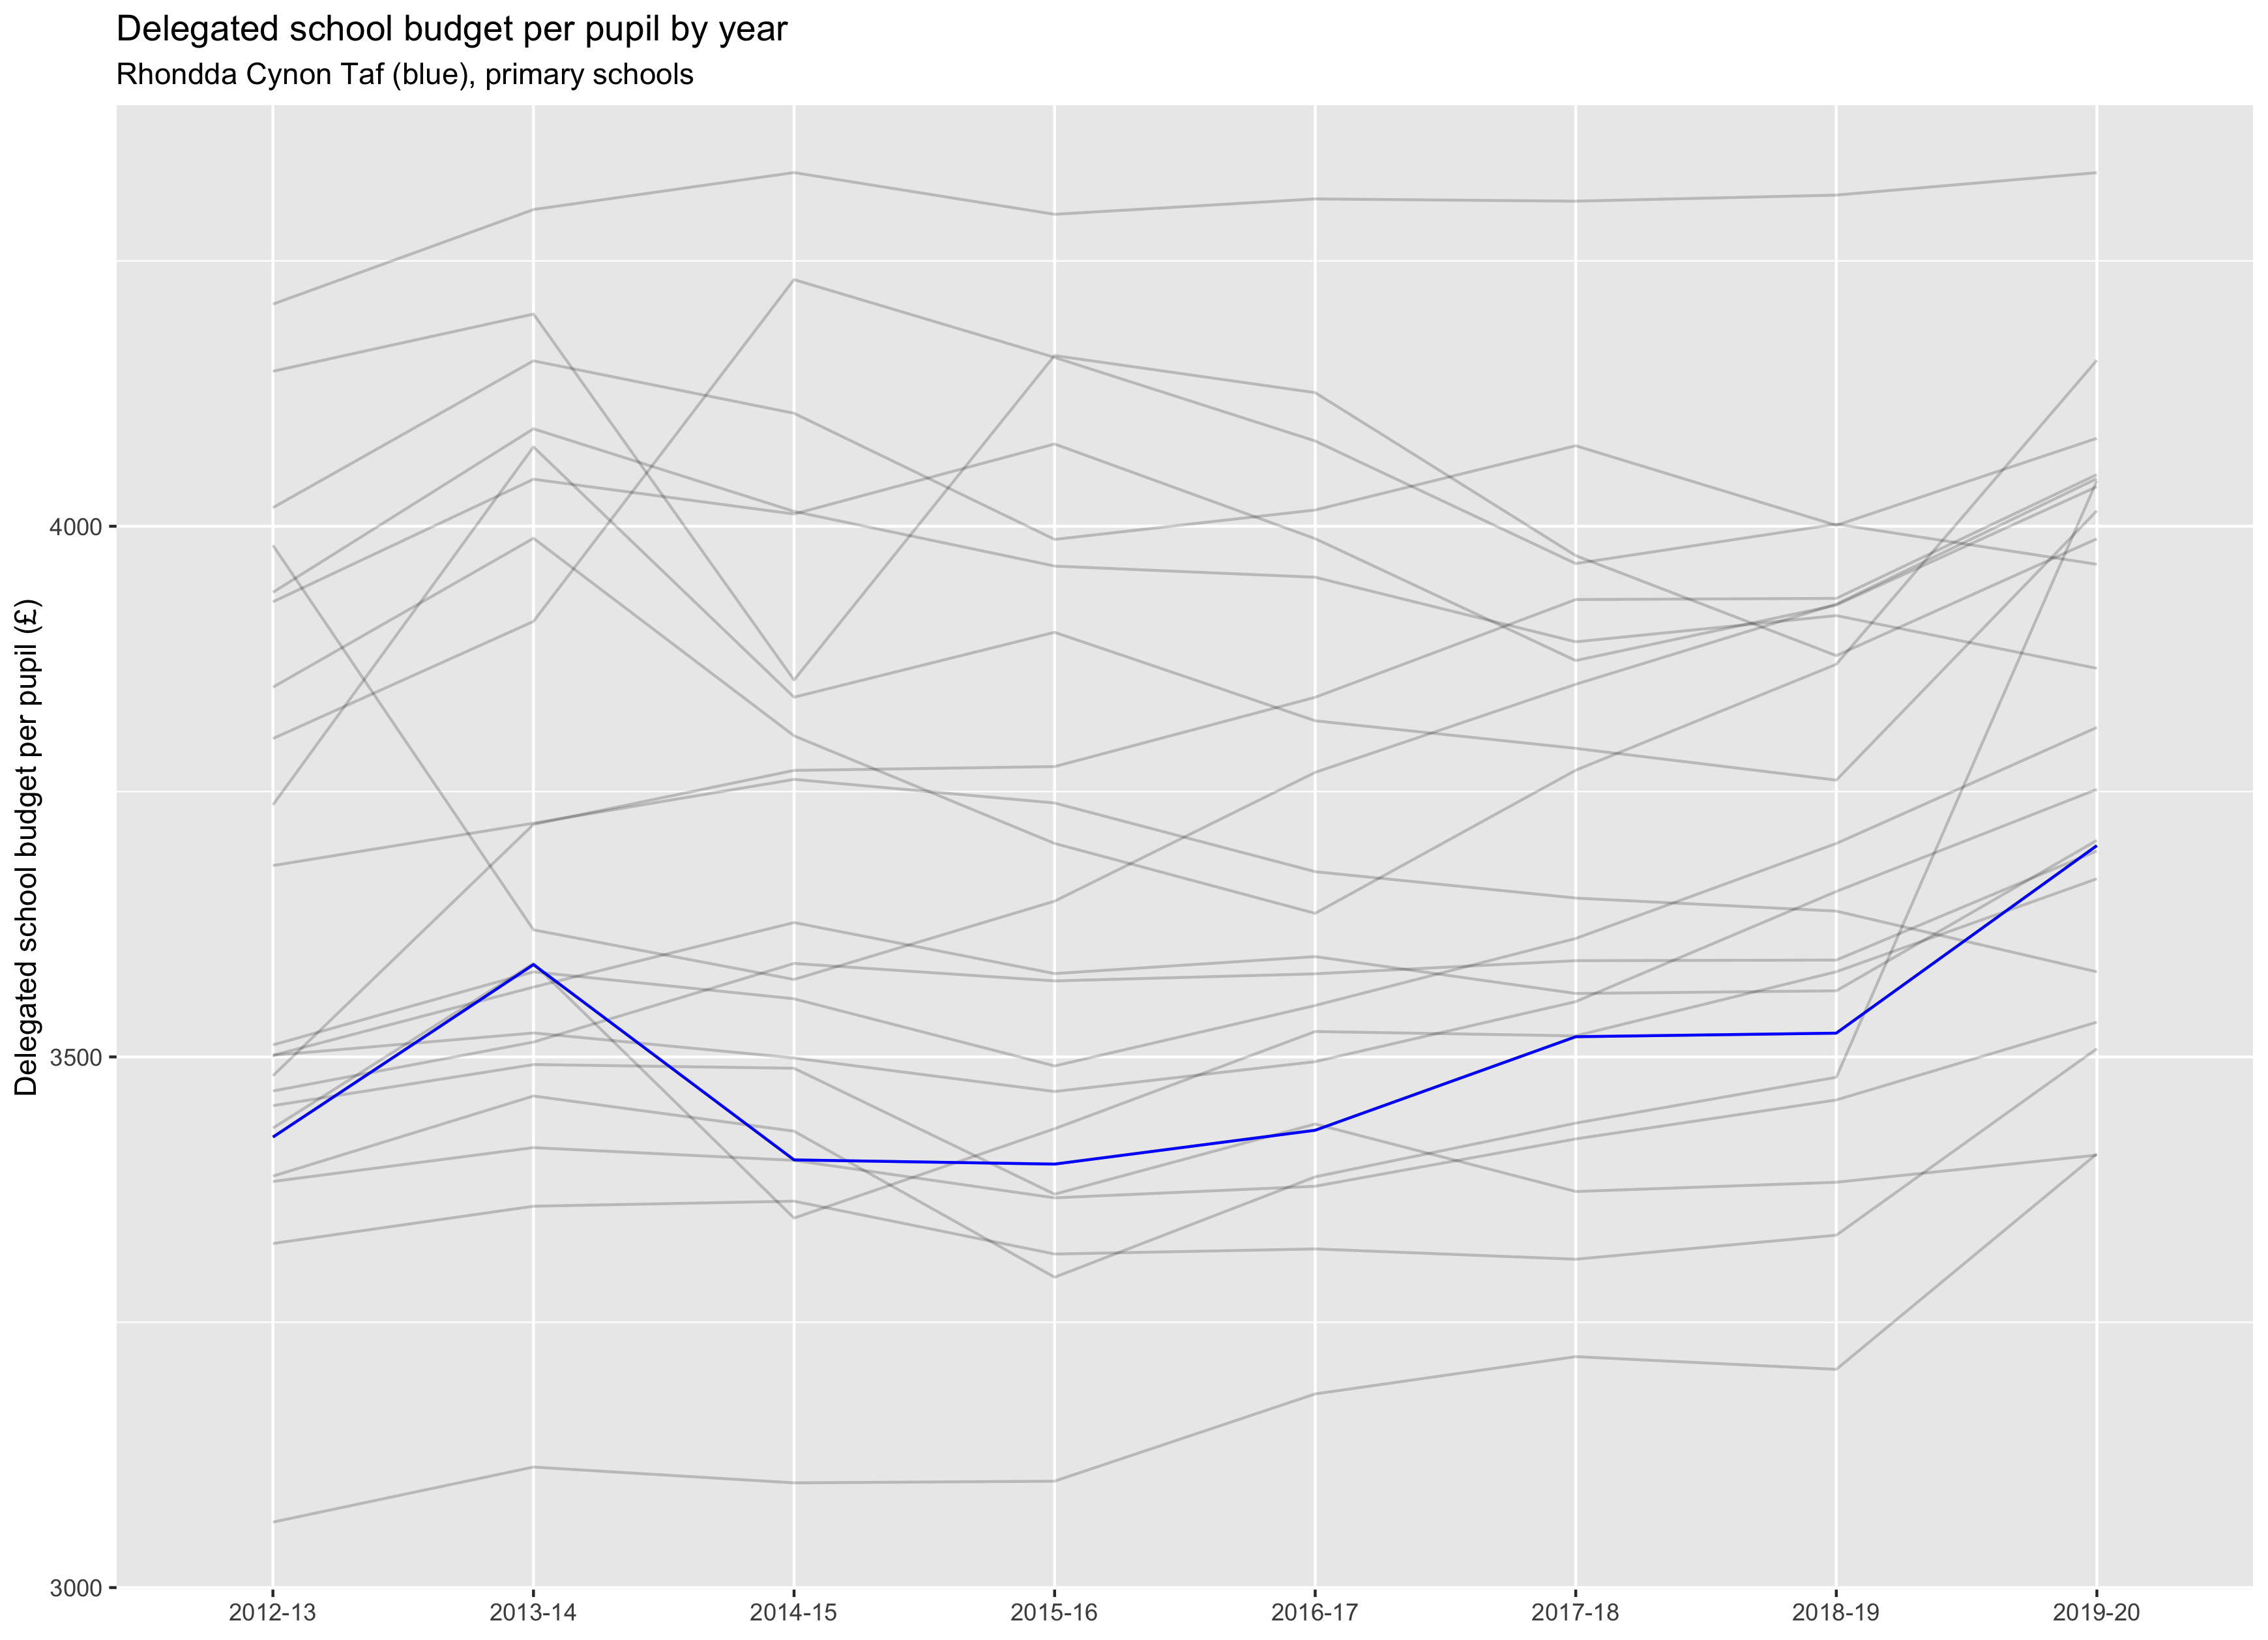 Delegated school budget per pupil by year
Rhondda Cynon Taf (blue), primary schools
Delegated school budget per pupil (£)
4000
3500
3000
2012-13 2013-14 2014-15 2015-16 2016-17 2017-18 2018-19 2019-20